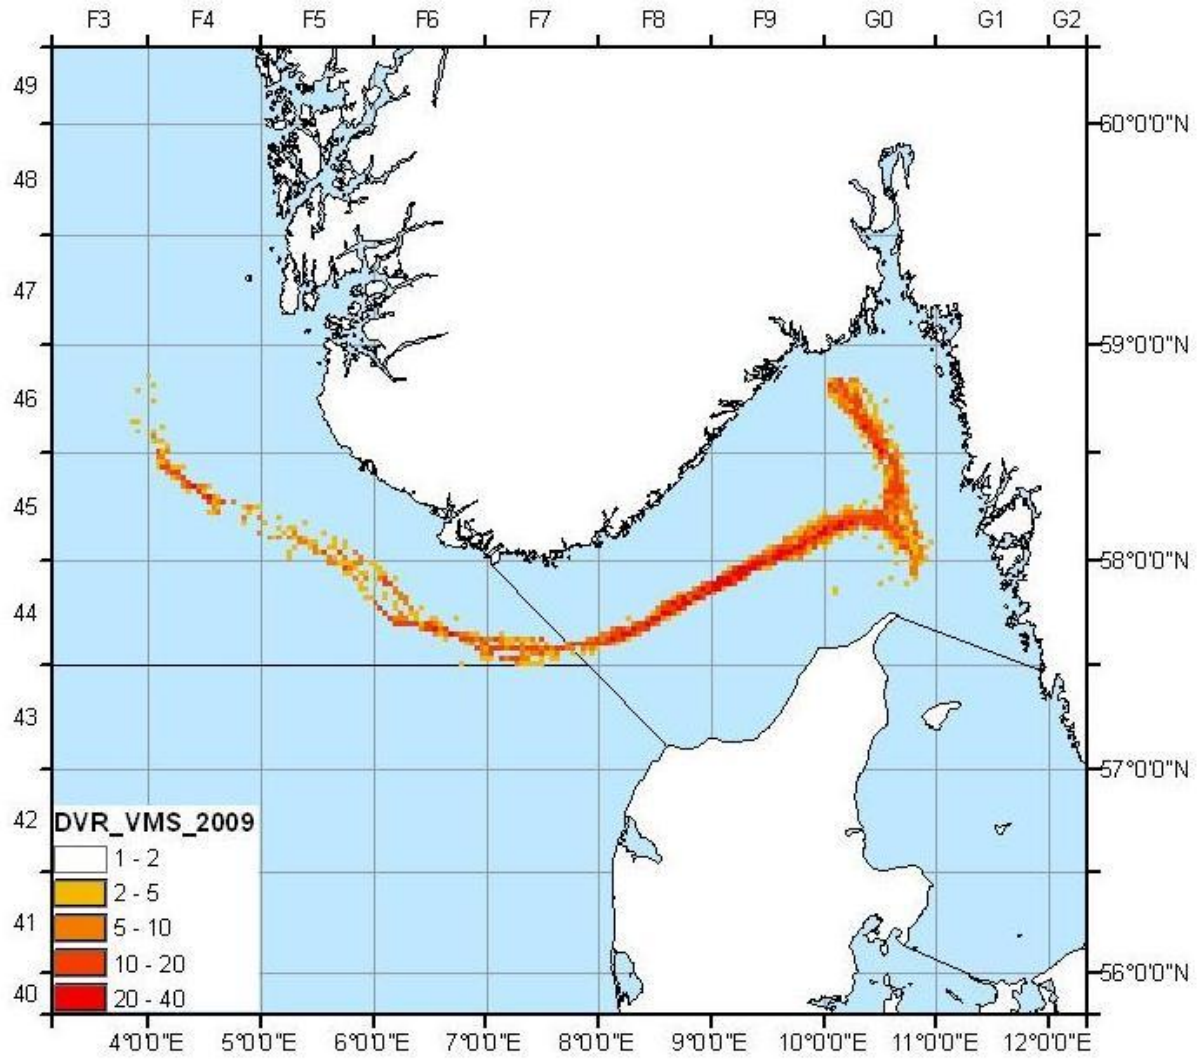 F3 F4 F5 F6 F7 F8 F9 G0 G1 G2
49
60°0'0"N
48
47
59°0'0"N
46
45
58°0'0"N
44
43
57°0'0"N
42
DVR_VMS_2009
1 - 2
2 - 5
5 - 10
41
10 - 20
56°0'0"N
40
20 - 40
4°0'0"E 5°0'0"E 6°0'0"E 7°0'0"E 8°0'0"E 9°0'0"E 10°0'0"E 11°0'0"E 12°0'0"E